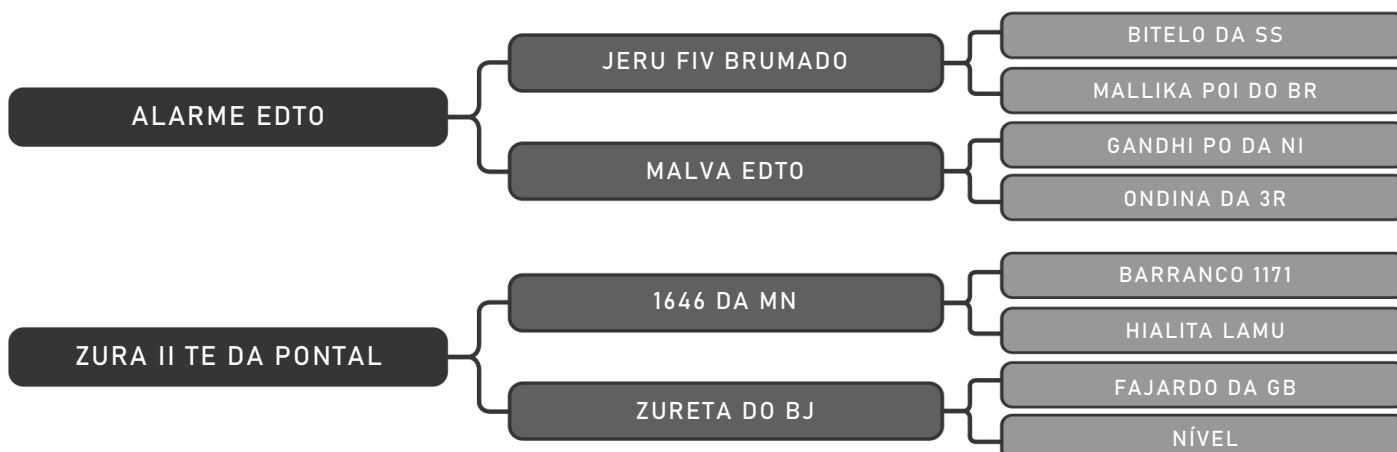 ALARME EDTO
JERU FIV BRUMADO
BITELO DA SS
MALLIKA POI DO BR
MALVA EDTO
GANDHI PO DA NI
ONDINA DA 3R
ZURA II TE DA PONTAL
1646 DA MN
BARRANCO 1171
HIALITA LAMU
ZURETA DO BJ
FAJARDO DA GB
NÍVEL